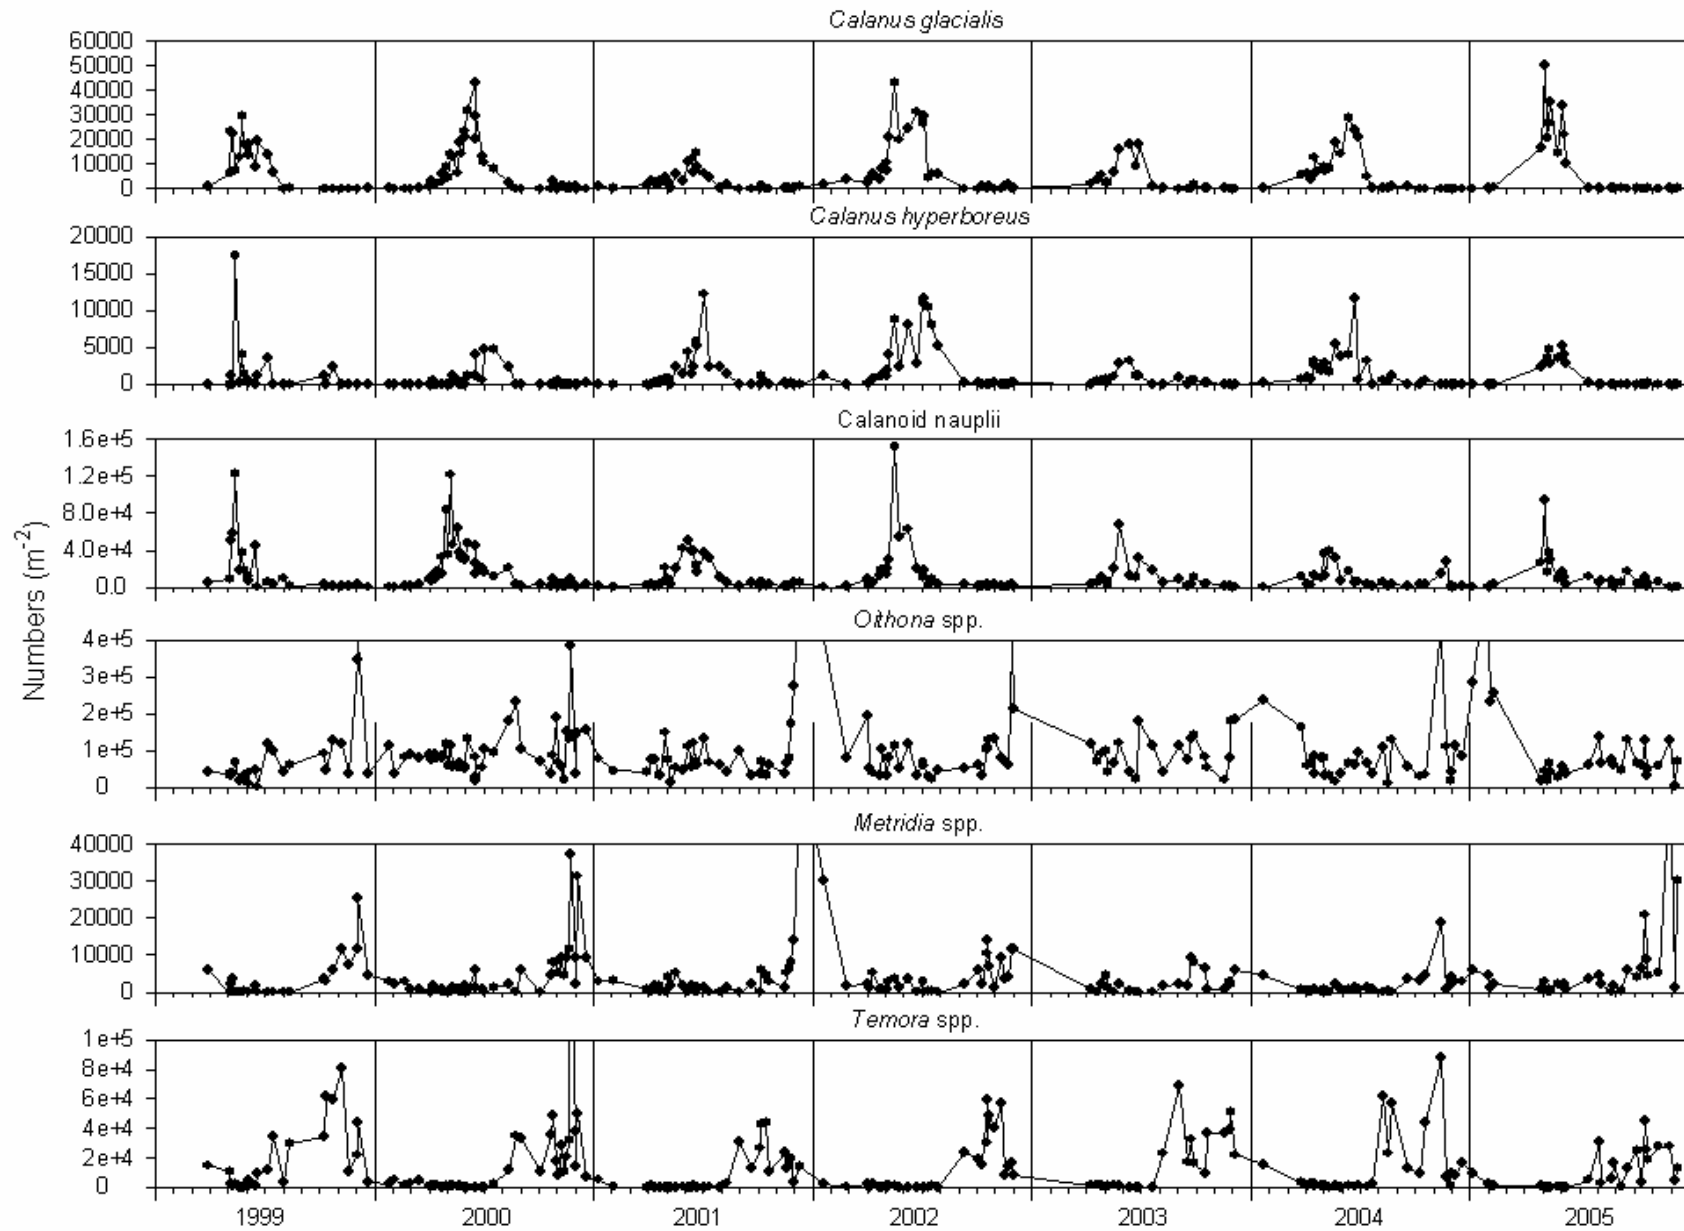 Calanus glacialis
60000
50000
40000
30000
20000
10000
0
Calanus hyperboreus
20000
15000
10000
5000
0
Calanoid nauplii
1.6e+5
1.2e+5
8.0e+4
4.0e+4
0.0
Oithona spp.
4e+5
3e+5
2e+5
1e+5
0
Metridia spp.
40000
30000
20000
10000
0
Temora spp.
1e+5
8e+4
6e+4
4e+4
2e+4
0
Numbers (m-2)
1999 2000 2001 2002 2003 2004 2005